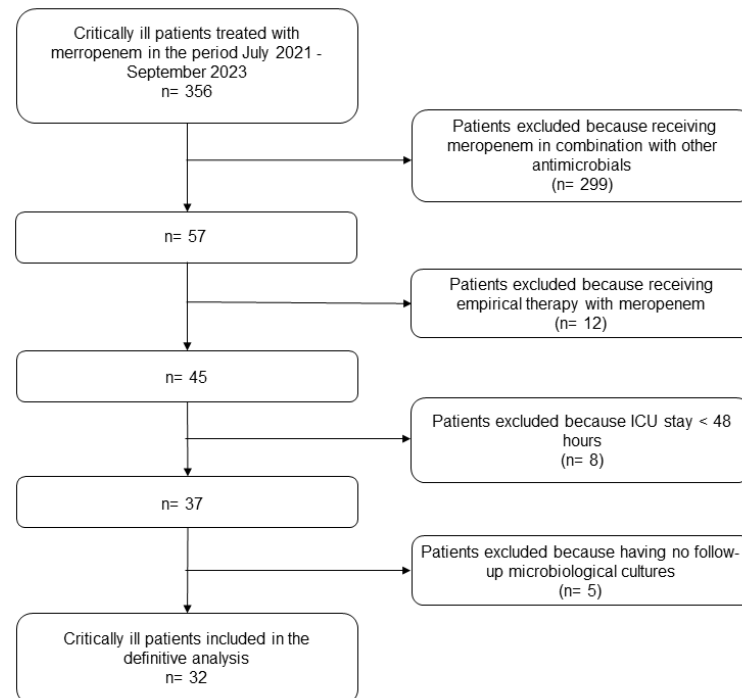 Critically ill patients treated with
merropenem in the period July 2021 -
September 2023
n= 356
Patients excluded because receiving
meropenem in combination with other
antimicrobials
(n= 299)
n= 57
Patients excluded because receiving
empirical therapy with meropenem
(n= 12)
n= 45
Patients excluded because ICU stay < 48
hours
(n= 8)
n= 37
Patients excluded because having no follow-
up microbiological cultures
(n= 5)
Critically ill patients included in the
definitive analysis
n= 32